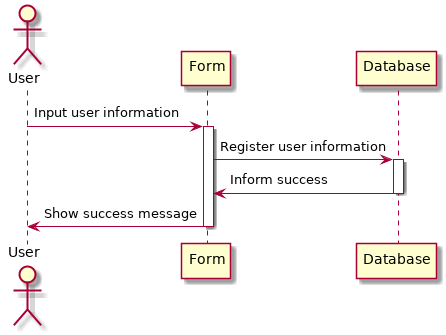 User
Form
Database
Input user information
Register user information
Inform success
Show success message
User
Form
Database